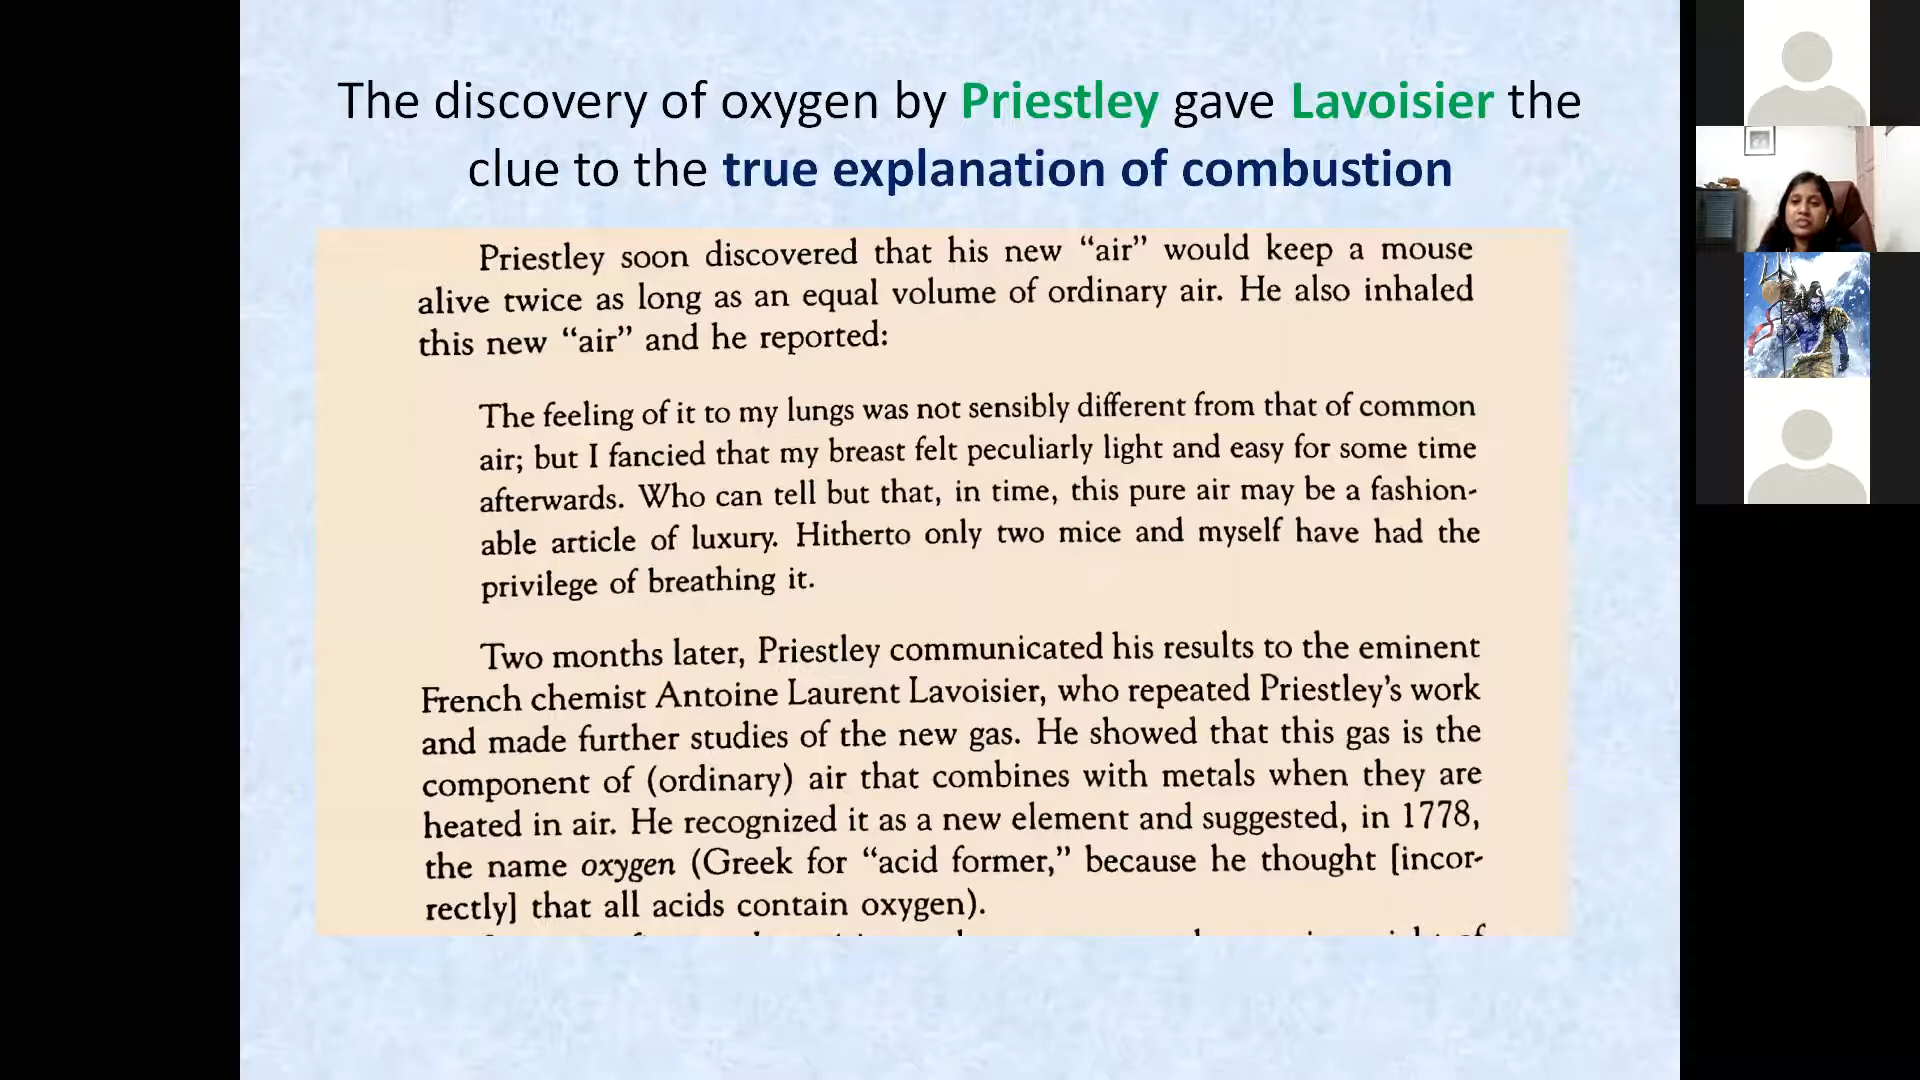 The discovery of oxygen by Priestley gave Lavoisier the
clue to the true explanation of combustion
Priestley soon discovered that his new “air” would keep a mouse
alive twice as long as an equal volume of ordinary air. He also inhaled
this new “air” and he reported:
The feeling of it to my lungs was not sensibly different from that of common
air; but I fancied that my breast felt peculiarly light and easy for some time
afterwards. Who can tell but that, in time, this pure air may be a fashion-
able article of luxury. Hitherto only two mice and myself have had the
privilege of breathing it.
Two months later, Priestley communicated his results to the eminent
French chemist Antoine Laurent Lavoisier, who repeated Priestley’s work
and made further studies of the new gas. He showed that this gas is the
component of (ordinary) air that combines with metals when they are
heated in air. He recognized it as a new element and suggested, in 1778,
the name oxygen (Greek for “acid former,” because he thought [incor-
rectly] that all acids contain oxygen).